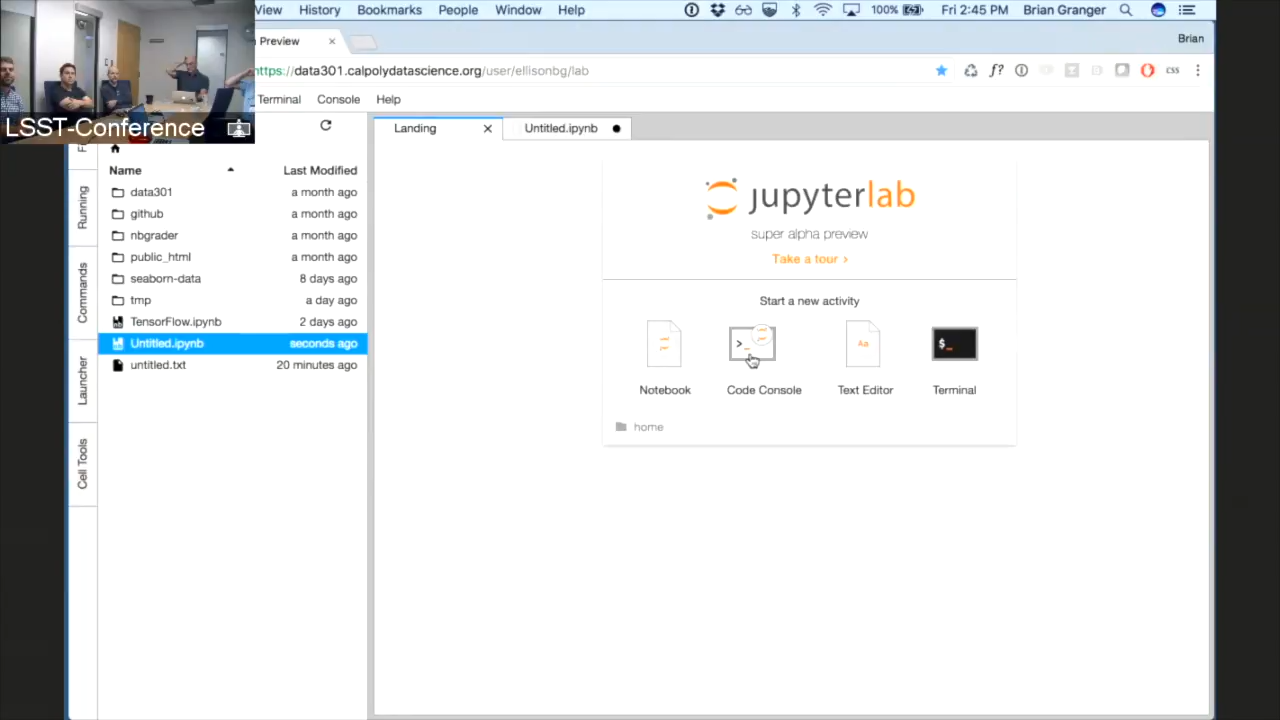 View History Bookmarks People Window Help 100% Fri 2:45 PM Brian Granger
Preview × Brian
https://data301.calpolydatascience.org/user/ellisonbg/lab f? CSS
LSST-Conference
Terminal Console Help
Landing × Untitled.ipynb
Name Last Modified
data301 a month ago
github a month ago
nbgrader a month ago
public_html a month ago
seaborn-data 8 days ago
tmp a day ago
TensorFlow.ipynb 2 days ago
Untitled.ipynb seconds ago
untitled.txt 20 minutes ago
Running
Commands
Launcher
Cell Tools
jupyterlab
super alpha preview
Take a tour ›
Start a new activity
>_ Aa $_
Notebook Code Console Text Editor Terminal
home